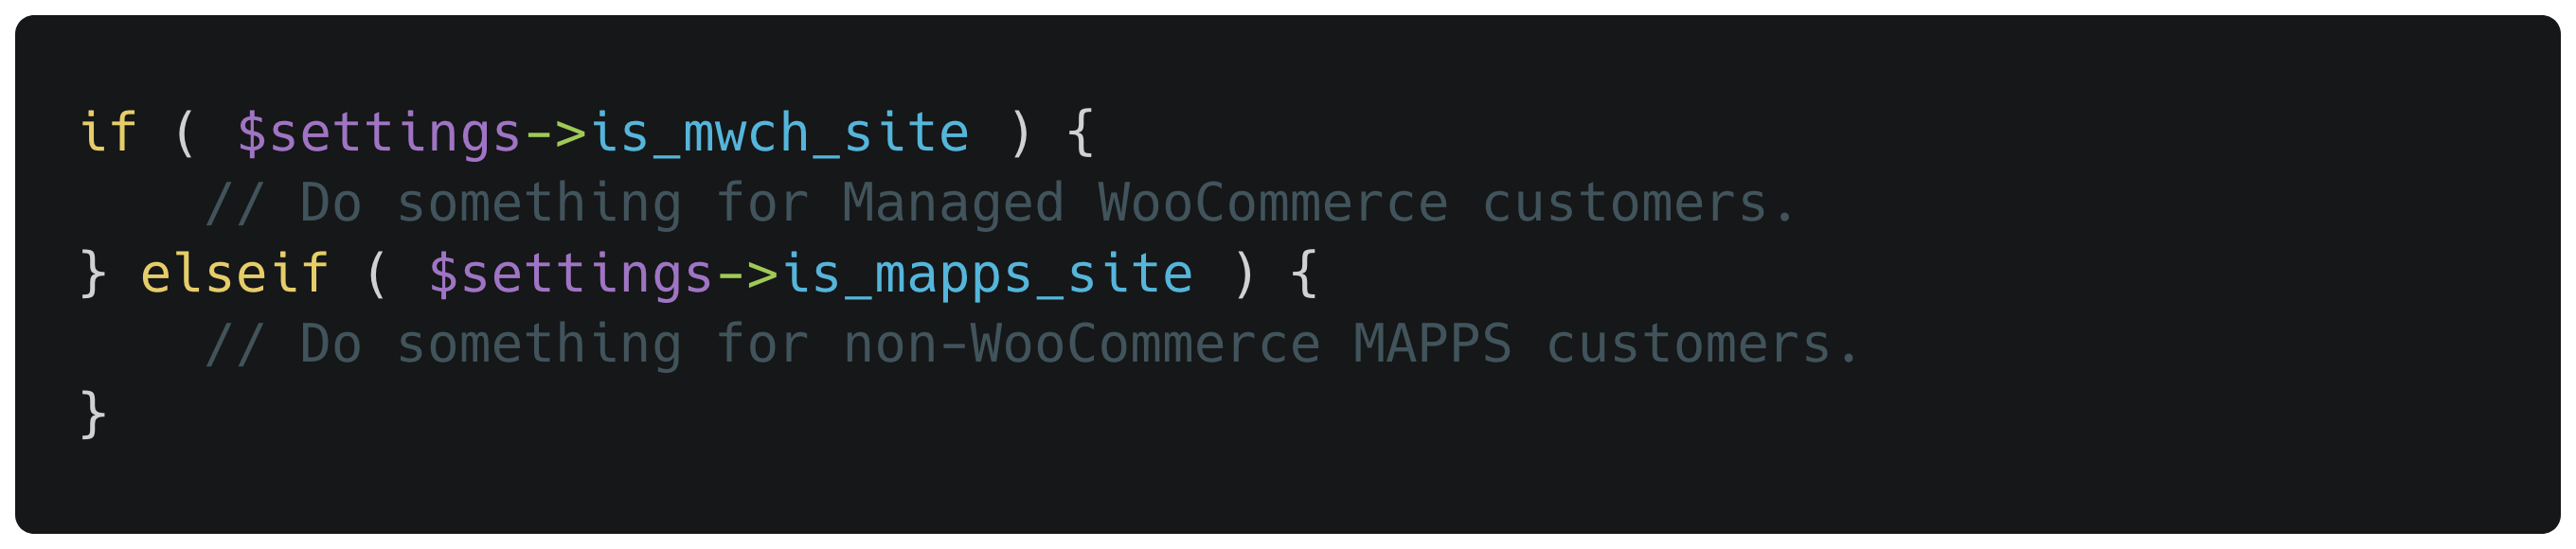 if ( $settings->is_mwch_site ) {
    // Do something for Managed WooCommerce customers.
} elseif ( $settings->is_mapps_site ) {
    // Do something for non-WooCommerce MAPPS customers.
}